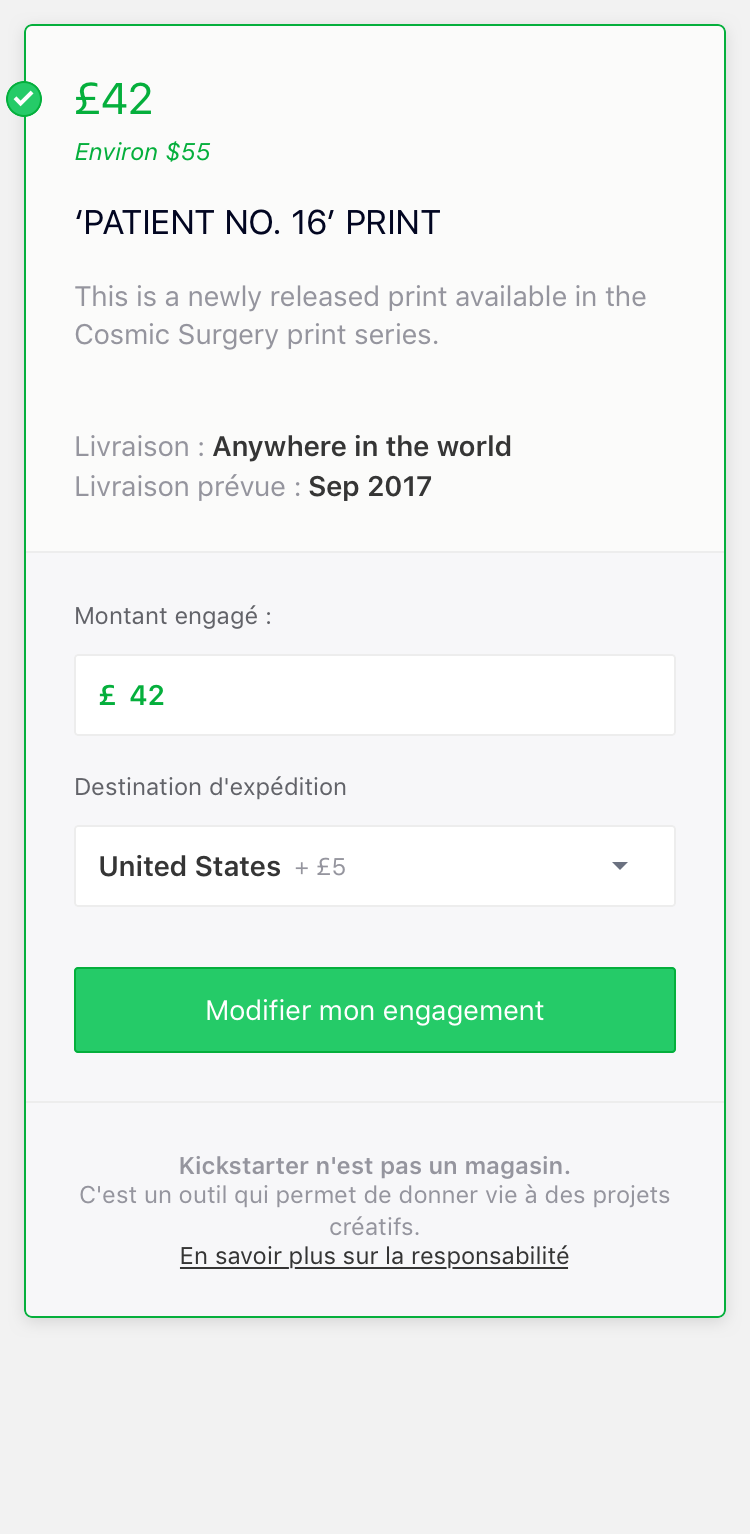 £42
Environ $55
‘PATIENT NO. 16’ PRINT
This is a newly released print available in the
Cosmic Surgery print series.
Livraison : Anywhere in the world
Livraison prévue : Sep 2017
Montant engagé :
£ 42
Destination d'expédition
United States + £5
Modifier mon engagement
Kickstarter n'est pas un magasin.
C'est un outil qui permet de donner vie à des projets
créatifs.
En savoir plus sur la responsabilité